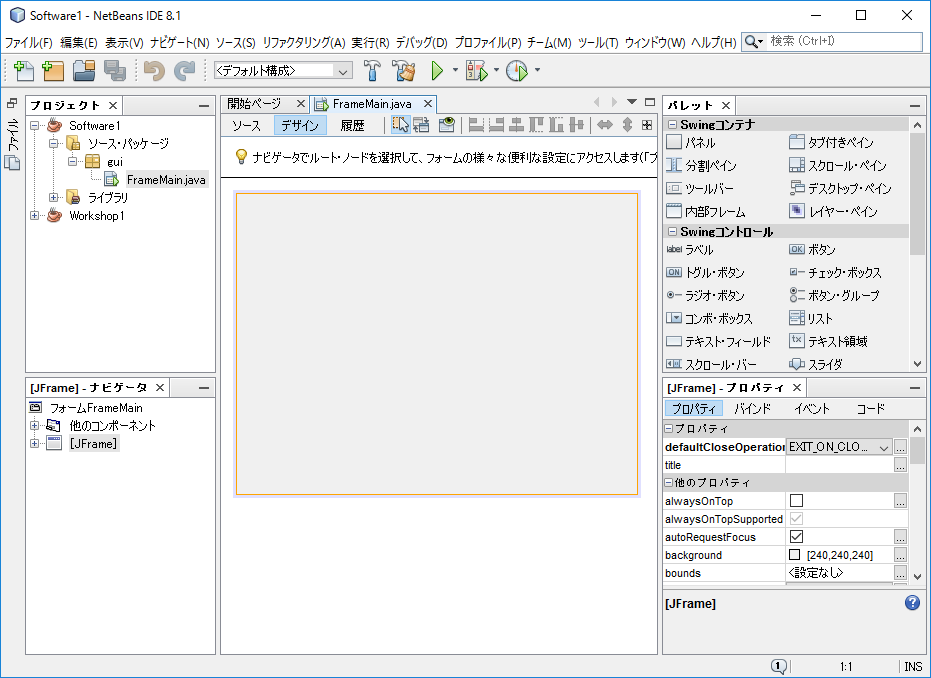 Software1 - NetBeans IDE 8.1
ファイル(F) 編集(E) 表示(V) ナビゲート(N) ソース(S) リファクタリング(A) 実行(R) デバッグ(D) プロファイル(P) チーム(M) ツール(T) ウィンドウ(W) ヘルプ(H) 検索 (Ctrl+I)
<デフォルト構成>
ファイル
プロジェクト
Software1
ソース・パッケージ
gui
FrameMain.java
ライブラリ
Workshop1
[JFrame] - ナビゲータ
フォームFrameMain
他のコンポーネント
[JFrame]
開始ページ FrameMain.java
ソース デザイン 履歴
ナビゲータでルート・ノードを選択して、フォームの様々な便利な設定にアクセスします(「プ
パレット
Swingコンテナ
パネル タブ付きペイン
分割ペイン スクロール・ペイン
ツールバー デスクトップ・ペイン
内部フレーム レイヤー・ペイン
Swingコントロール
label ラベル OK ボタン
ON トグル・ボタン チェック・ボックス
ラジオ・ボタン ボタン・グループ
コンボ・ボックス リスト
テキスト・フィールド テキスト領域
スクロール・バー スライダ
[JFrame] - プロパティ
プロパティ バインド イベント コード
プロパティ
defaultCloseOperation EXIT_ON_CLO... ...
title ...
他のプロパティ
alwaysOnTop ...
alwaysOnTopSupported
autoRequestFocus ...
background [240,240,240] ...
bounds <設定なし> ...
[JFrame] ?
1 1:1 INS